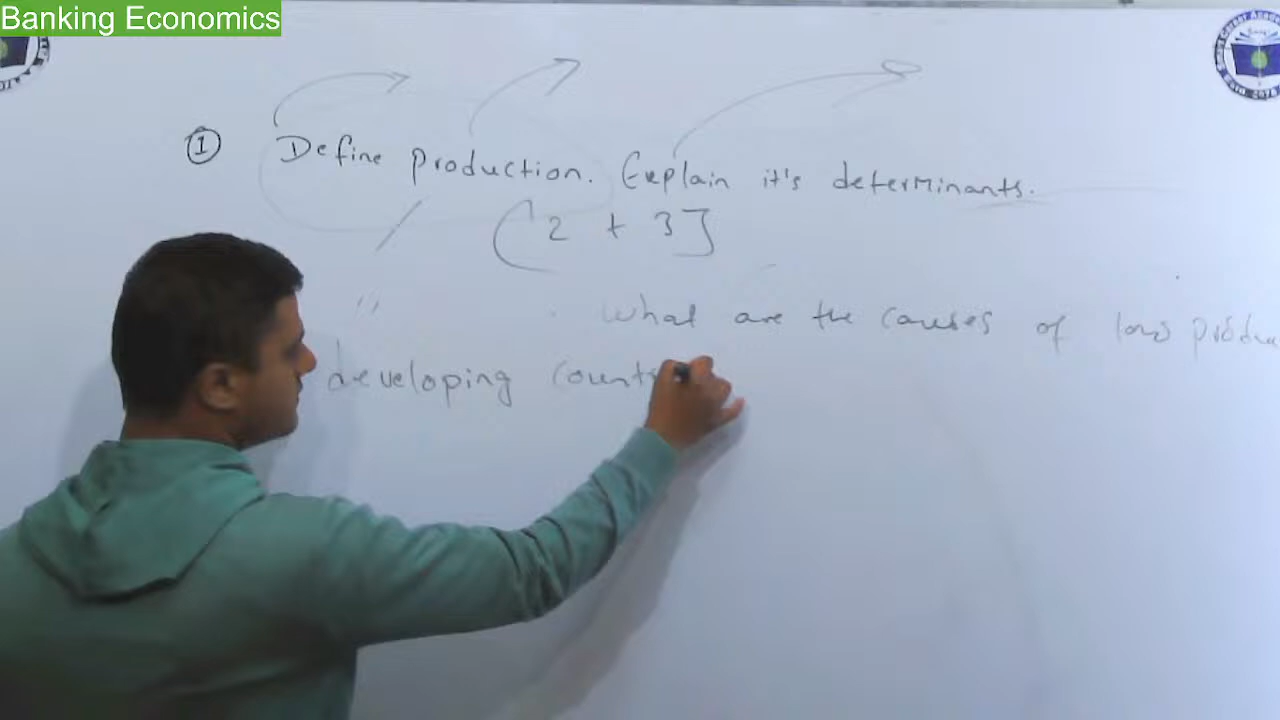 Banking Economics
① Define production. Explain it's determinants.
[2 + 3]
" What are the causes of low produ
developing count